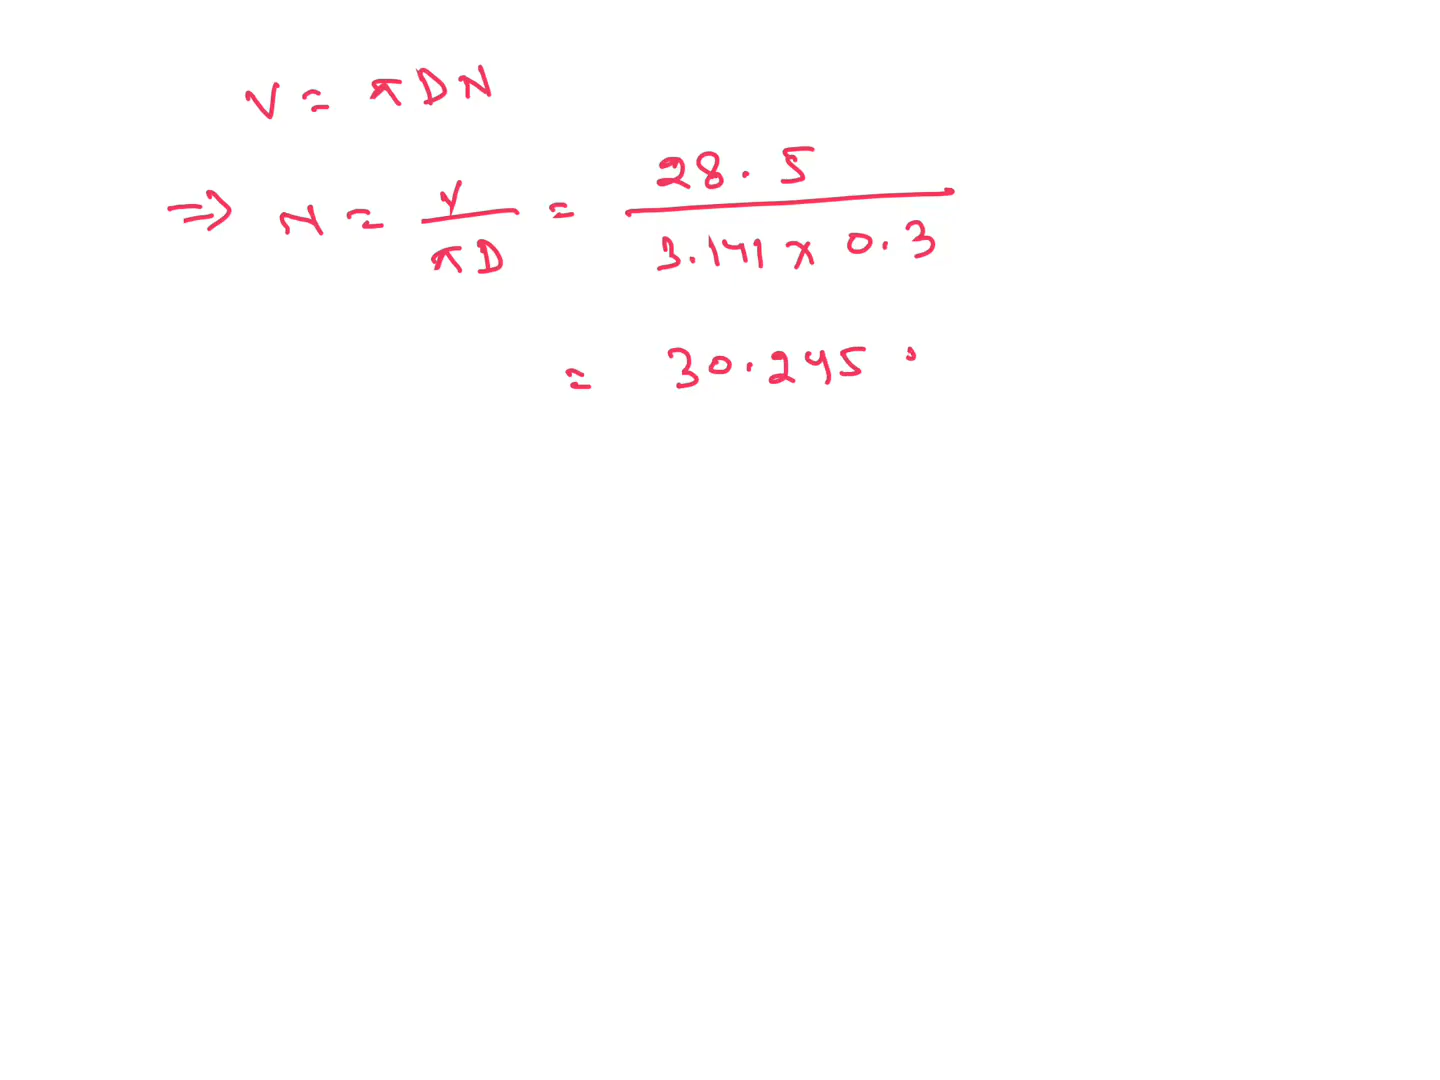 V = πDN
⇒ N = V/πD = 28.5/3.141 x 0.3
= 30.245 .